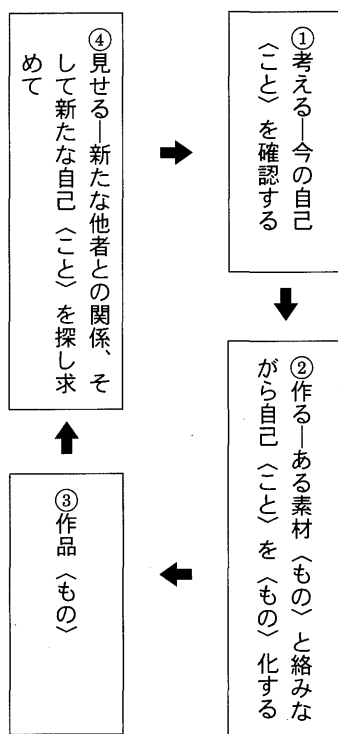 ①考える―今の自己
〈こと〉を確認する
②作る―ある素材〈もの〉と絡みな
がら自己〈こと〉を〈もの〉化する
③作品〈もの〉
④見せる―新たな他者との関係、そ
して新たな自己〈こと〉を探し求
めて